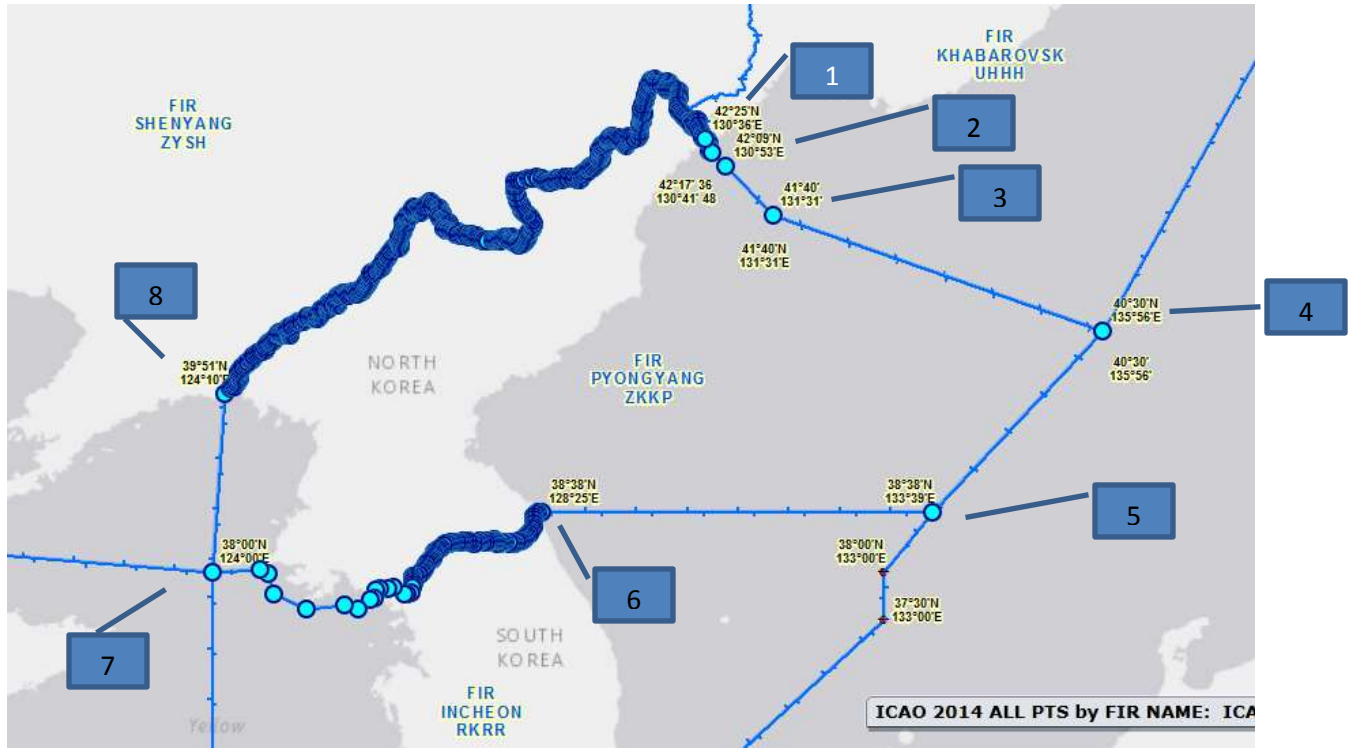 FIR
KHABAROVSK
UHHH
1
FIR
SHENYANG
ZYSH
42°25'N
130°36'E
2
42°09'N
130°53'E
42°17' 36
130°41' 48
41°40'
131°31'
3
41°40'N
131°31'E
8
40°30'N
135°56'E
4
39°51'N
124°10'E
NORTH
KOREA
FIR
PYONGYANG
ZKKP
40°30'
135°56'
38°38'N
128°25'E
38°38'N
133°39'E
5
38°00'N
124°00'E
38°00'N
133°00'E
6
37°30'N
133°00'E
7
SOUTH
KOREA
FIR
INCHEON
RKRR
Yellow
ICAO 2014 ALL PTS by FIR NAME: ICA